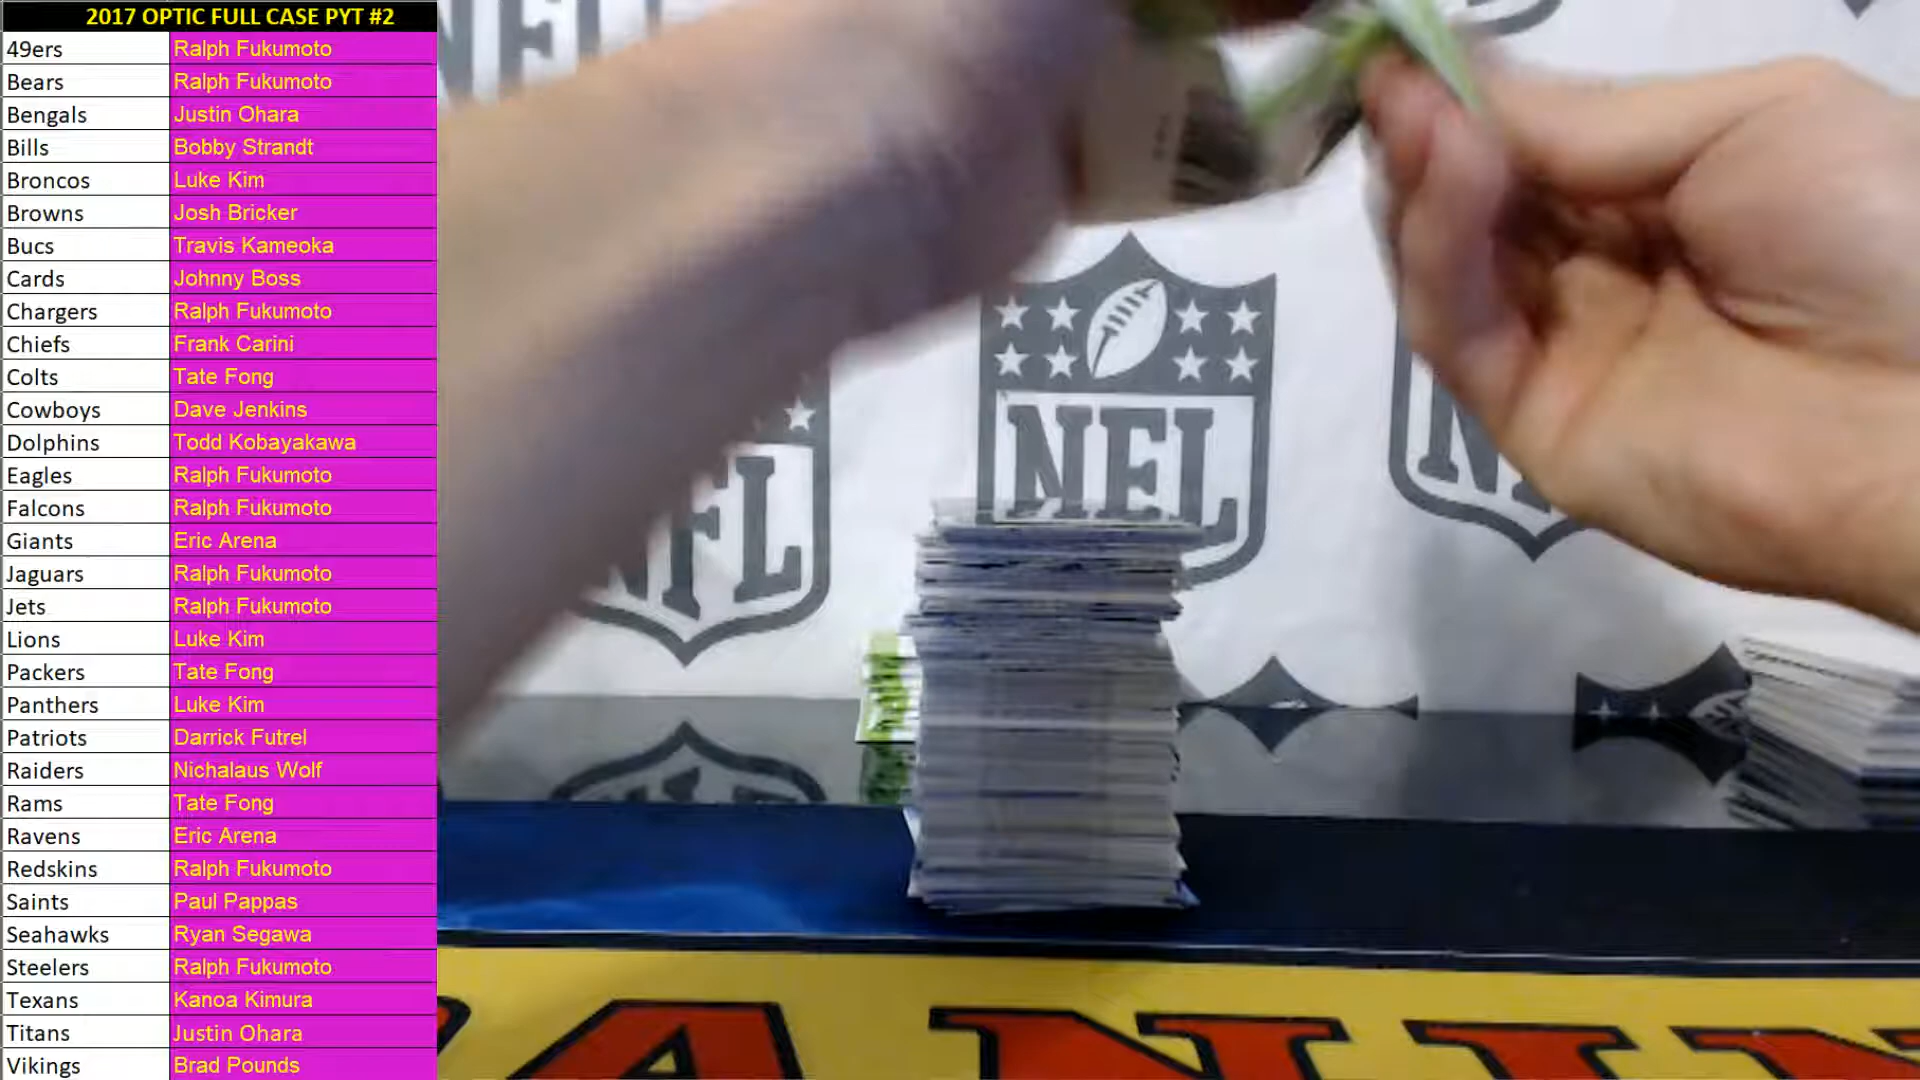 2017 OPTIC FULL CASE PYT #2
49ers Ralph Fukumoto
Bears Ralph Fukumoto
Bengals Justin Ohara
Bills Bobby Strandt
Broncos Luke Kim
Browns Josh Bricker
Bucs Travis Kameoka
Cards Johnny Boss
Chargers Ralph Fukumoto
Chiefs Frank Carini
Colts Tate Fong
Cowboys Dave Jenkins
Dolphins Todd Kobayakawa
Eagles Ralph Fukumoto
Falcons Ralph Fukumoto
Giants Eric Arena
Jaguars Ralph Fukumoto
Jets Ralph Fukumoto
Lions Luke Kim
Packers Tate Fong
Panthers Luke Kim
Patriots Darrick Futrel
Raiders Nichalaus Wolf
Rams Tate Fong
Ravens Eric Arena
Redskins Ralph Fukumoto
Saints Paul Pappas
Seahawks Ryan Segawa
Steelers Ralph Fukumoto
Texans Kanoa Kimura
Titans Justin Ohara
Vikings Brad Pounds
NFL
NFL